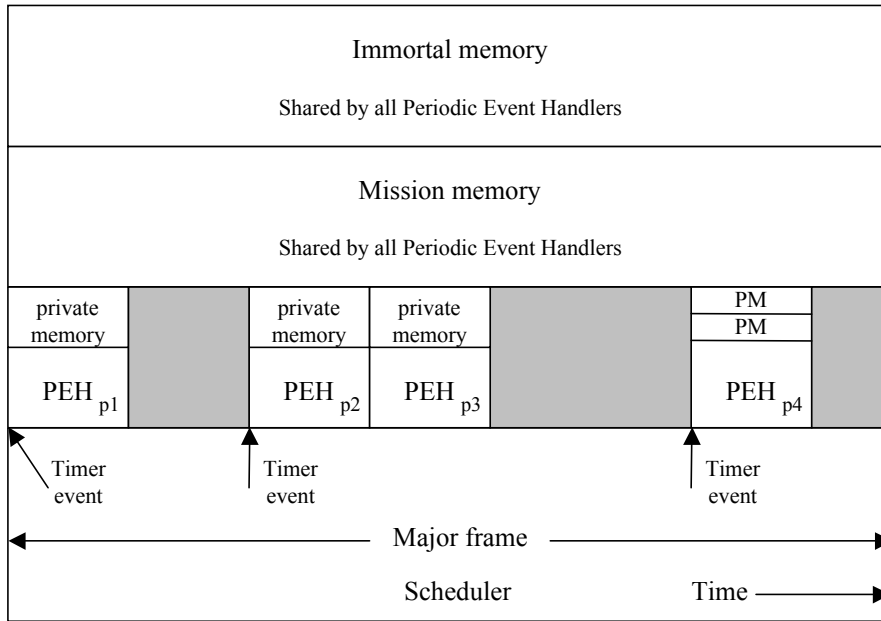 Immortal memory
Shared by all Periodic Event Handlers
Mission memory
Shared by all Periodic Event Handlers
private
memory
private
memory
private
memory
PM
PM
PEH p1
PEH p2
PEH p3
PEH p4
Timer
event
Timer
event
Timer
event
Major frame
Scheduler
Time